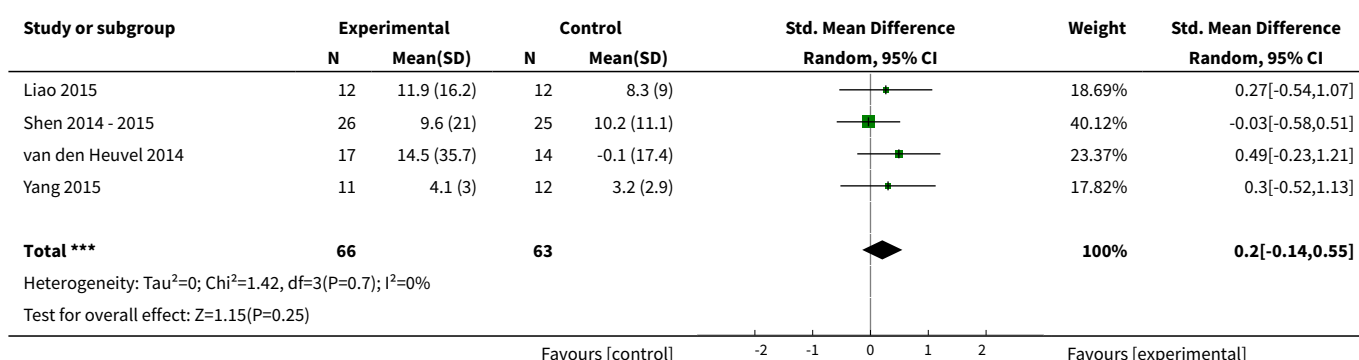 Study or subgroup Experimental Control Std. Mean Difference Weight Std. Mean Difference
N Mean(SD) N Mean(SD) Random, 95% CI Random, 95% CI
Liao 2015 12 11.9 (16.2) 12 8.3 (9) 18.69% 0.27[-0.54,1.07]
Shen 2014 - 2015 26 9.6 (21) 25 10.2 (11.1) 40.12% -0.03[-0.58,0.51]
van den Heuvel 2014 17 14.5 (35.7) 14 -0.1 (17.4) 23.37% 0.49[-0.23,1.21]
Yang 2015 11 4.1 (3) 12 3.2 (2.9) 17.82% 0.3[-0.52,1.13]
Total *** 66 63 100% 0.2[-0.14,0.55]
Heterogeneity: Tau²=0; Chi²=1.42, df=3(P=0.7); I²=0%
Test for overall effect: Z=1.15(P=0.25)
Favours [control] -2 -1 0 1 2 Favours [experimental]